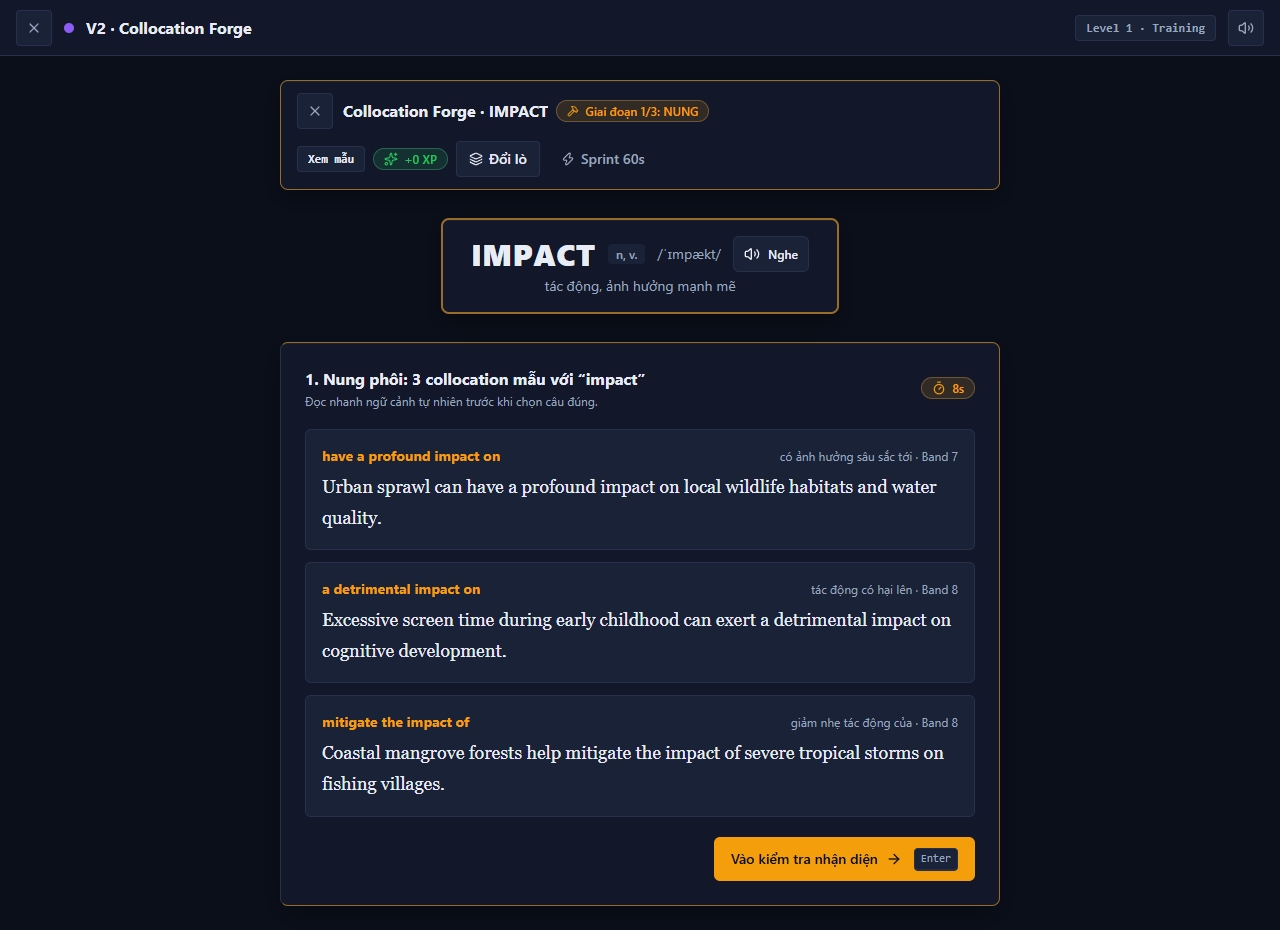 V2 · Collocation Forge
Level 1 · Training
Collocation Forge · IMPACT
Giai đoạn 1/3: NUNG
Xem mẫu
+0 XP
Đổi lò
Sprint 60s
IMPACT
n, v.
/ˈɪmpækt/
Nghe
tác động, ảnh hưởng mạnh mẽ
1. Nung phôi: 3 collocation mẫu với “impact”
Đọc nhanh ngữ cảnh tự nhiên trước khi chọn câu đúng.
8s
have a profound impact on
có ảnh hưởng sâu sắc tới · Band 7
Urban sprawl can have a profound impact on local wildlife habitats and water
quality.
a detrimental impact on
tác động có hại lên · Band 8
Excessive screen time during early childhood can exert a detrimental impact on
cognitive development.
mitigate the impact of
giảm nhẹ tác động của · Band 8
Coastal mangrove forests help mitigate the impact of severe tropical storms on
fishing villages.
Vào kiểm tra nhận diện →
Enter